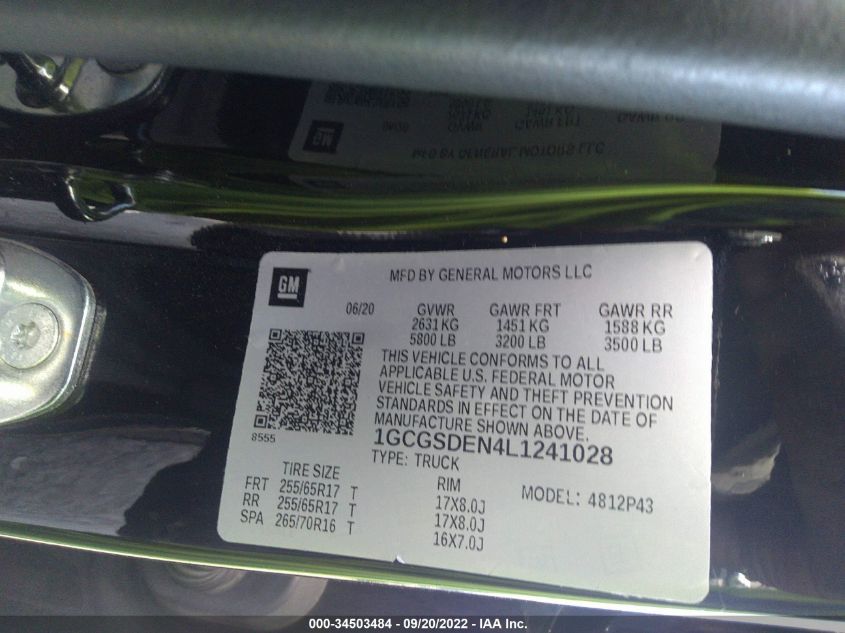 GM
MFD BY GENERAL MOTORS LLC
06/20
GVWR GAWR FRT GAWR RR
2631 KG 1451 KG 1588 KG
5800 LB 3200 LB 3500 LB
THIS VEHICLE CONFORMS TO ALL
APPLICABLE U.S. FEDERAL MOTOR
VEHICLE SAFETY AND THEFT PREVENTION
STANDARDS IN EFFECT ON THE DATE OF
MANUFACTURE SHOWN ABOVE.
8555
1GCGSDEN4L1241028
TYPE: TRUCK
TIRE SIZE RIM MODEL: 4812P43
FRT 255/65R17 T 17X8.0J
RR 255/65R17 T 17X8.0J
SPA 265/70R16 T 16X7.0J
000-34503484 - 09/20/2022 - IAA Inc.